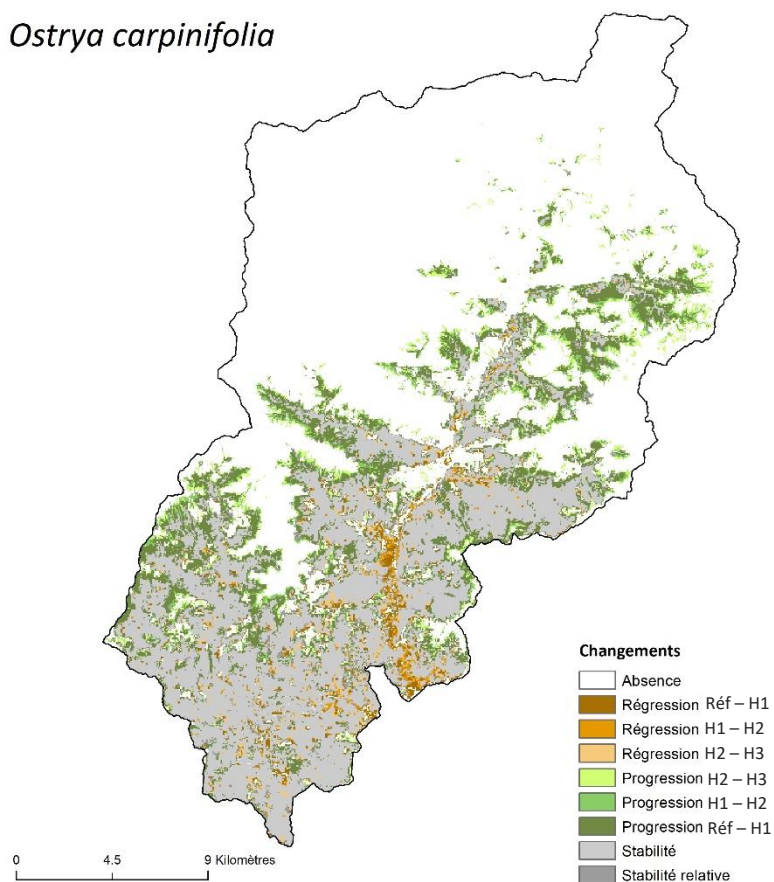 Ostrya carpinifolia
Changements
Absence
Régression Réf – H1
Régression H1 – H2
Régression H2 – H3
Progression H2 – H3
Progression H1 – H2
Progression Réf – H1
Stabilité
Stabilité relative
0 4.5 9 Kilomètres